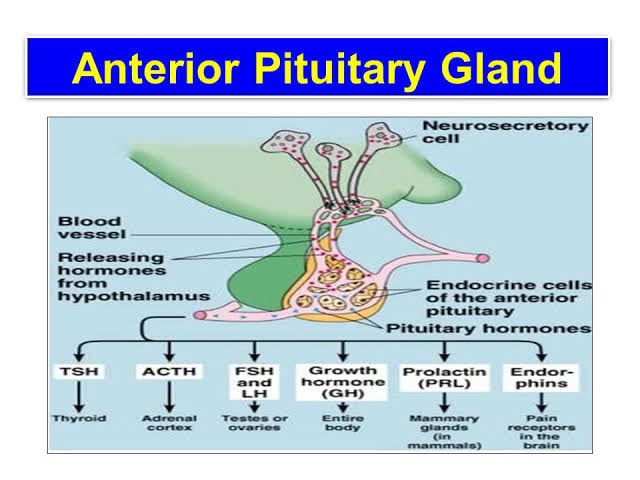 Anterior Pituitary Gland
Neurosecretory
cell
Blood
vessel
Releasing
hormones
from
hypothalamus
Endocrine cells
of the anterior
pituitary
Pituitary hormones
TSH
ACTH
FSH
and
LH
Growth
hormone
(GH)
Prolactin
(PRL)
Endor-
phins
Thyroid
Adrenal
cortex
Testes or
ovaries
Entire
body
Mammary
glands
(in
mammals)
Pain
receptors
in the
brain